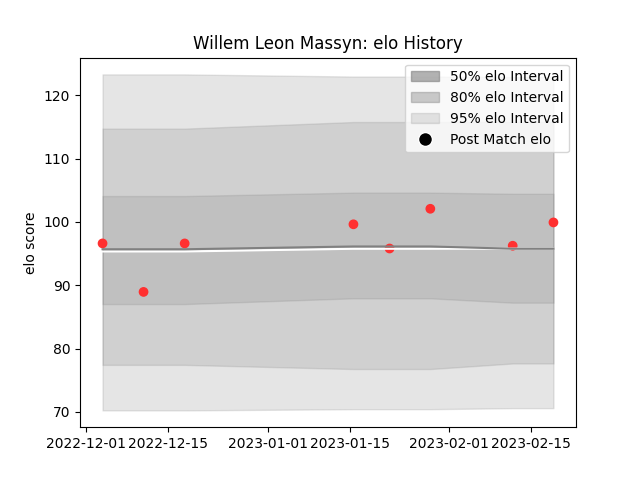 Willem Leon Massyn: elo History
50% elo Interval
80% elo Interval
95% elo Interval
Post Match elo
elo score
120
110
100
90
80
70
2022-12-01 2022-12-15 2023-01-01 2023-01-15 2023-02-01 2023-02-15